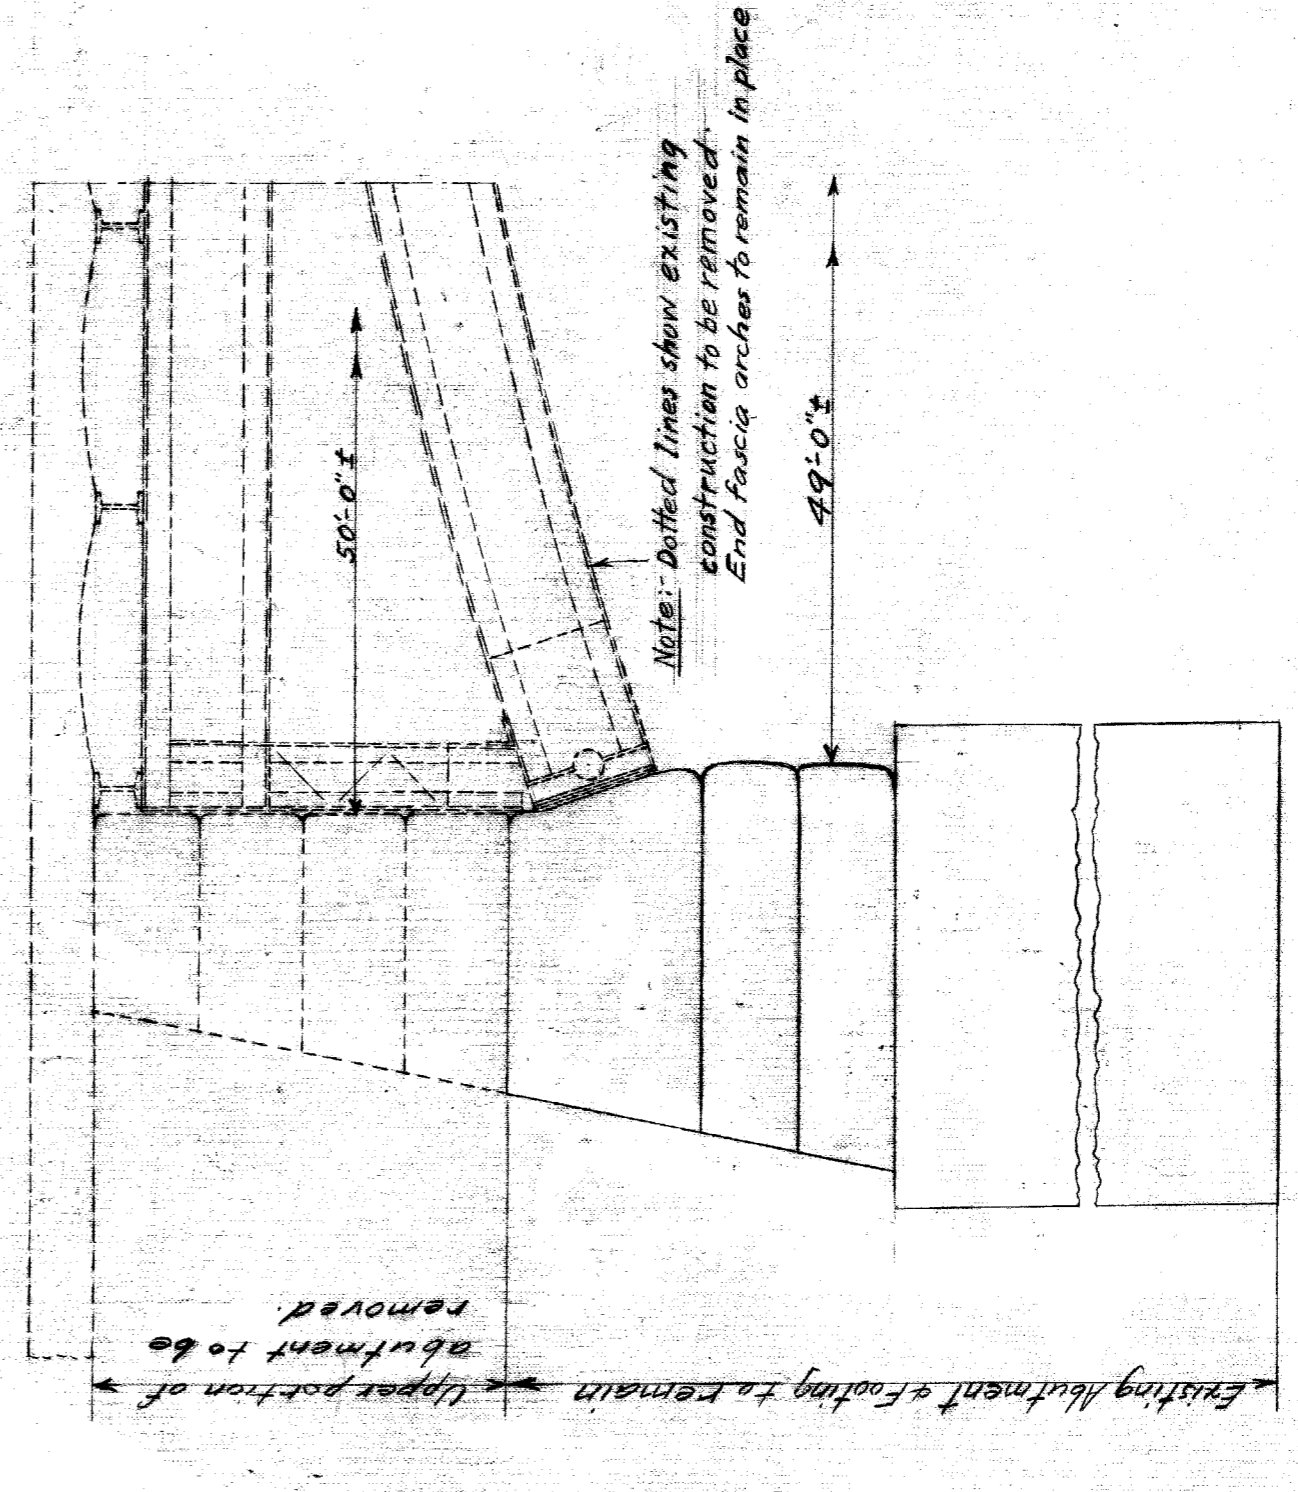 50'-0"±
Note:- Dotted lines show existing
construction to be removed.
End fascia arches to remain in place
49'-0"±
Upper portion of
abutment to be
removed.
Existing Abutment & Footing to remain